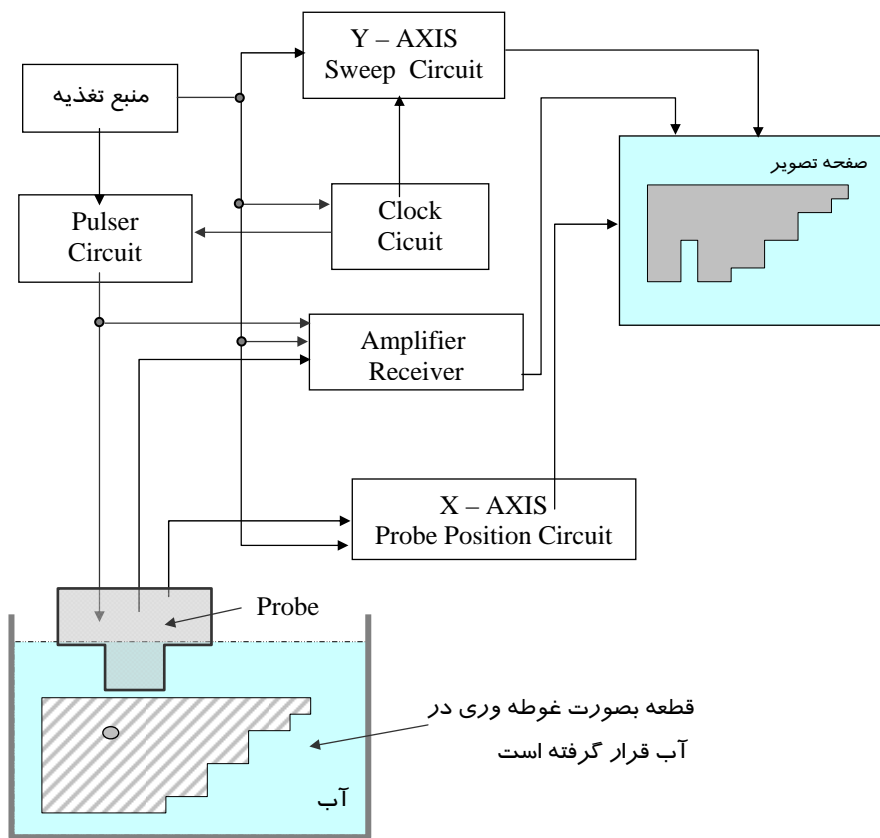 Y – AXIS
Sweep Circuit
منبع تغذیه
صفحه تصویر
Pulser
Circuit
Clock
Cicuit
Amplifier
Receiver
X – AXIS
Probe Position Circuit
Probe
قطعه بصورت غوطه وری در
آب قرار گرفته است
آب